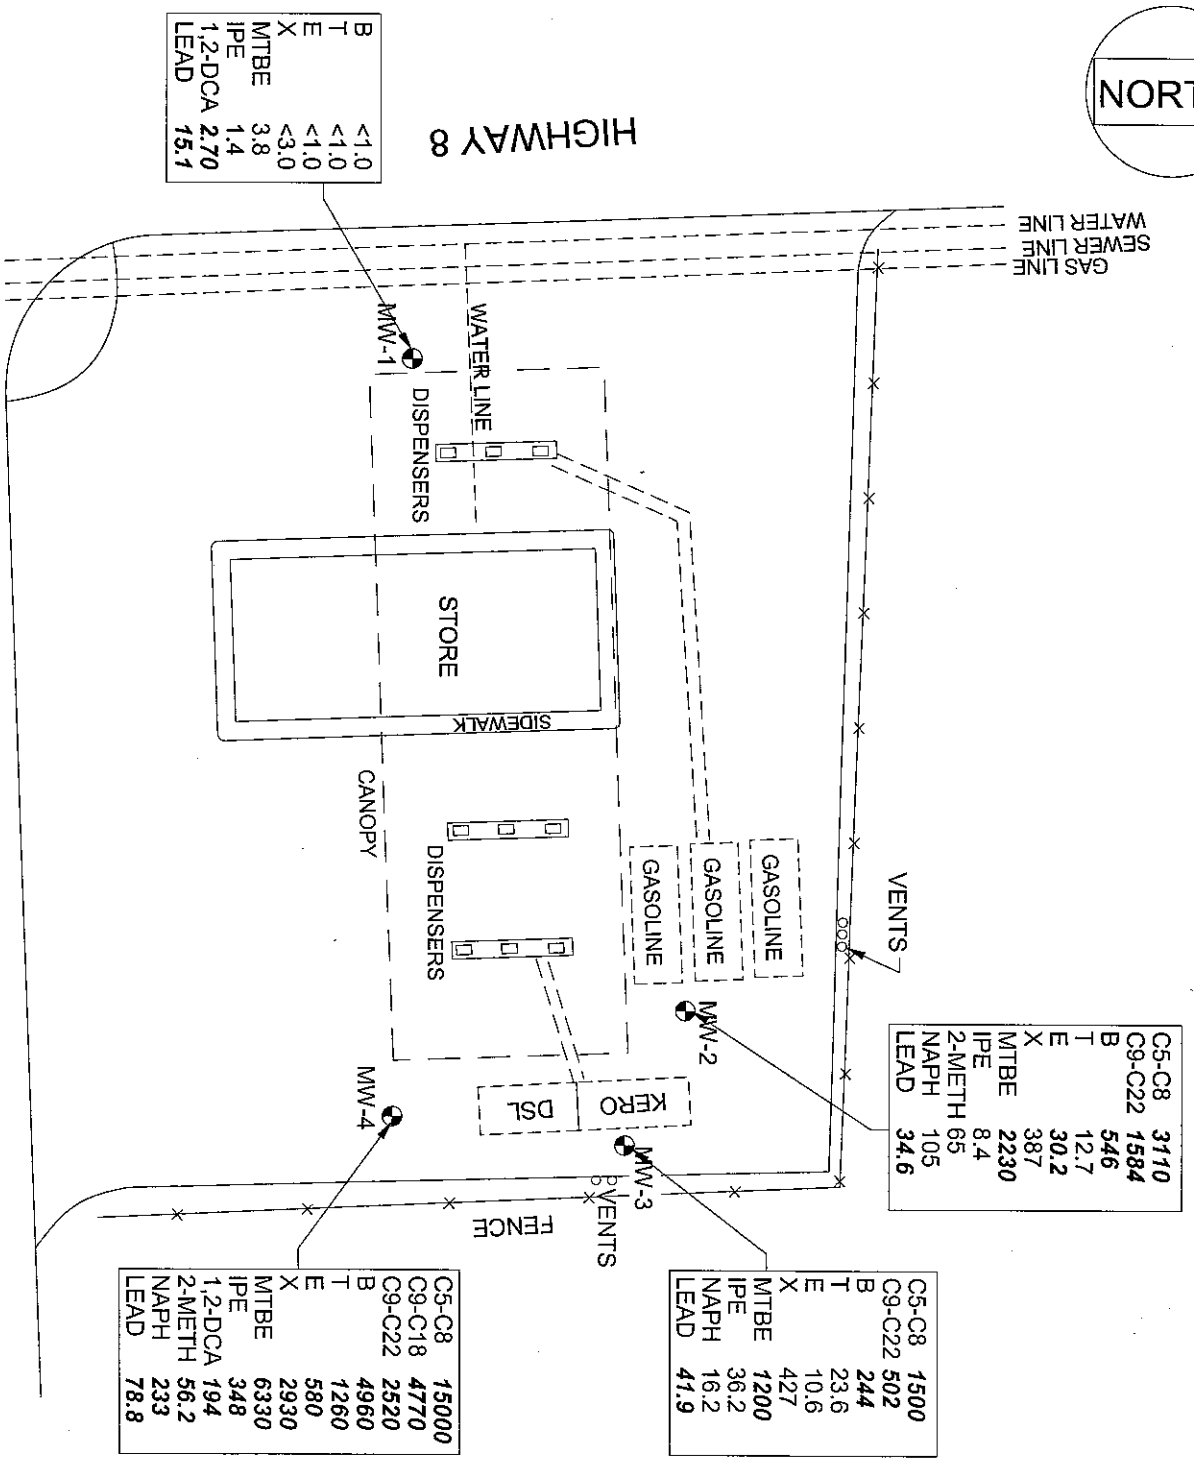 NORT
HIGHWAY 8
B <1.0
T <1.0
E <1.0
X <3.0
MTBE 3.8
IPE 1.4
1,2-DCA 2.70
LEAD 15.1
WATER LINE
SEWER LINE
GAS LINE
MW-1
WATER LINE
DISPENSERS
STORE
SIDEWALK
CANOPY
DISPENSERS
GASOLINE
GASOLINE
GASOLINE
VENTS
MW-2
C5-C8 3110
C9-C22 1584
B 546
T 12.7
E 30.2
X 387
MTBE 2230
IPE 8.4
2-METH 65
NAPH 105
LEAD 34.6
MW-4
DSL
KERO
MW-3
VENTS
FENCE
C5-C8 15000
C9-C18 4770
C9-C22 2520
B 4960
T 1260
E 580
X 2930
MTBE 6330
IPE 348
1,2-DCA 194
2-METH 56.2
NAPH 233
LEAD 78.8
C5-C8 1500
C9-C22 502
B 244
T 23.6
E 10.6
X 427
MTBE 1200
IPE 36.2
NAPH 16.2
LEAD 41.9